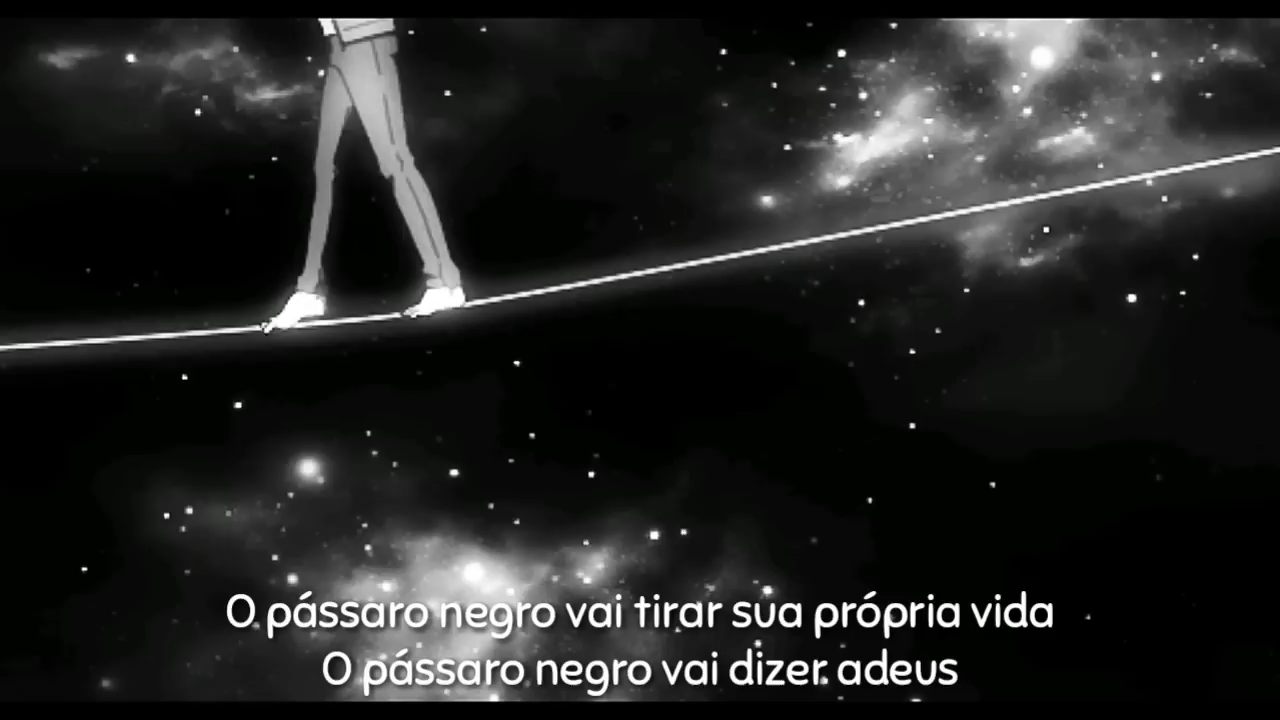 O pássaro negro vai tirar sua própria vida
O pássaro negro vai dizer adeus